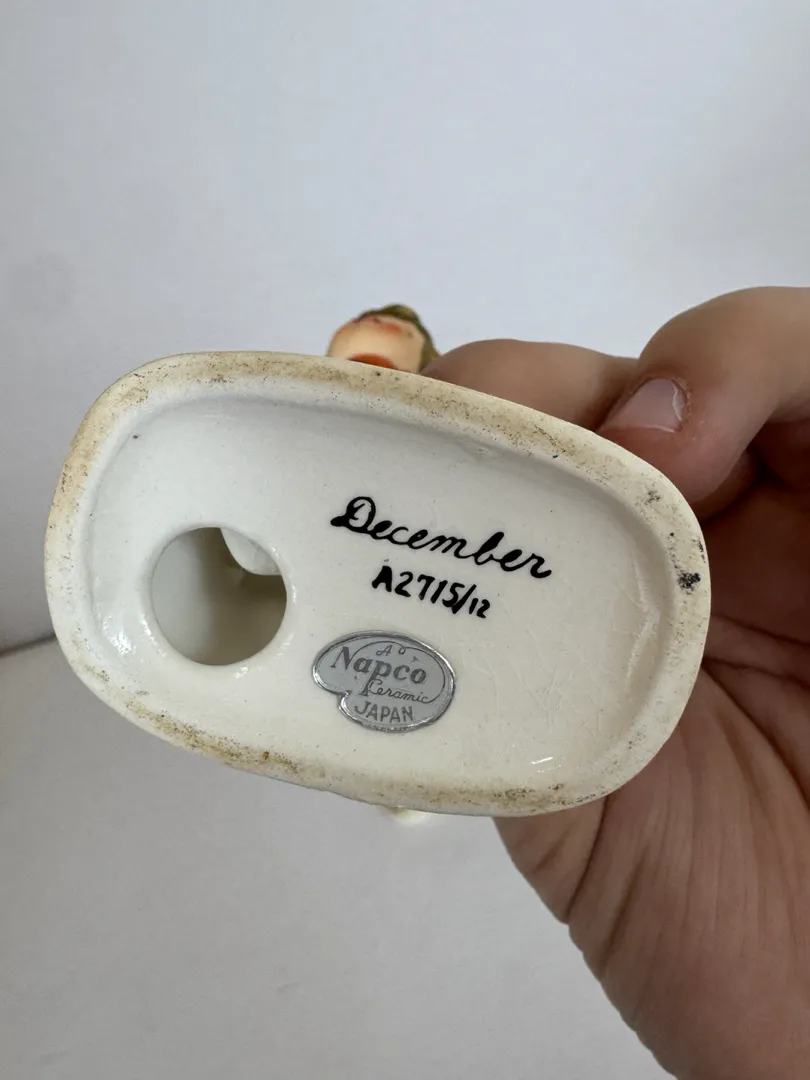 December
A2715/12
A
Napco
Ceramic
JAPAN